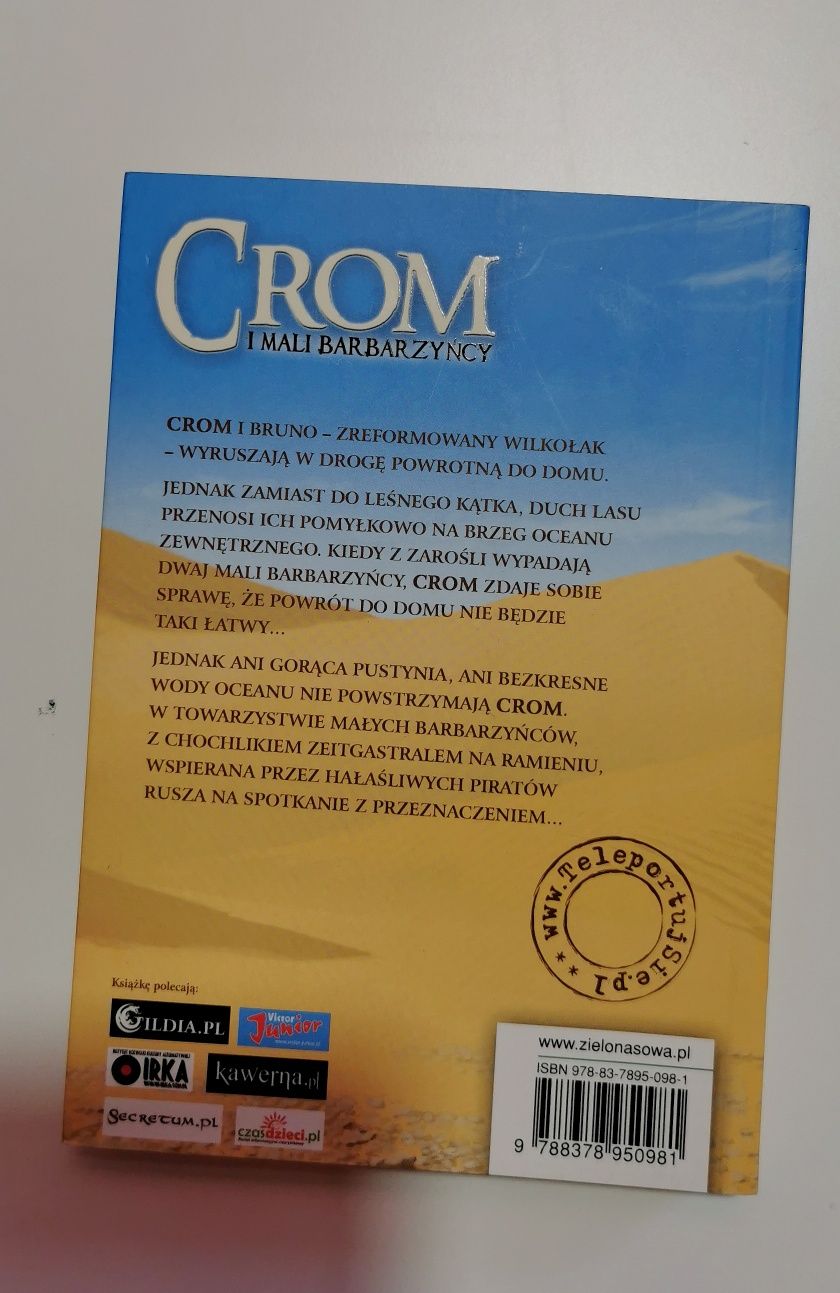 CROM
I MALI BARBARZYŃCY
CROM I BRUNO – ZREFORMOWANY WILKOŁAK
– WYRUSZAJĄ W DROGĘ POWROTNĄ DO DOMU.
JEDNAK ZAMIAST DO LEŚNEGO KĄTKA, DUCH LASU
PRZENOSI ICH POMYŁKOWO NA BRZEG OCEANU
ZEWNĘTRZNEGO. KIEDY Z ZAROŚLI WYPADAJĄ
DWAJ MALI BARBARZYŃCY, CROM ZDAJE SOBIE
SPRAWĘ, ŻE POWRÓT DO DOMU NIE BĘDZIE
TAKI ŁATWY...
JEDNAK ANI GORĄCA PUSTYNIA, ANI BEZKRESNE
WODY OCEANU NIE POWSTRZYMAJĄ CROM.
W TOWARZYSTWIE MAŁYCH BARBARZYŃCÓW,
Z CHOCHLIKIEM ZEITGASTRALEM NA RAMIENIU,
WSPIERANA PRZEZ HAŁAŚLIWYCH PIRATÓW
RUSZA NA SPOTKANIE Z PRZEZNACZENIEM...
www.TeleportujSie.pl
Książkę polecają:
GILDIA.PL
Victor
Junior
IRKA
kawerna.pl
Secretum.pl
czasdzieci.pl
www.zielonasowa.pl
ISBN 978-83-7895-098-1
9 788378 950981